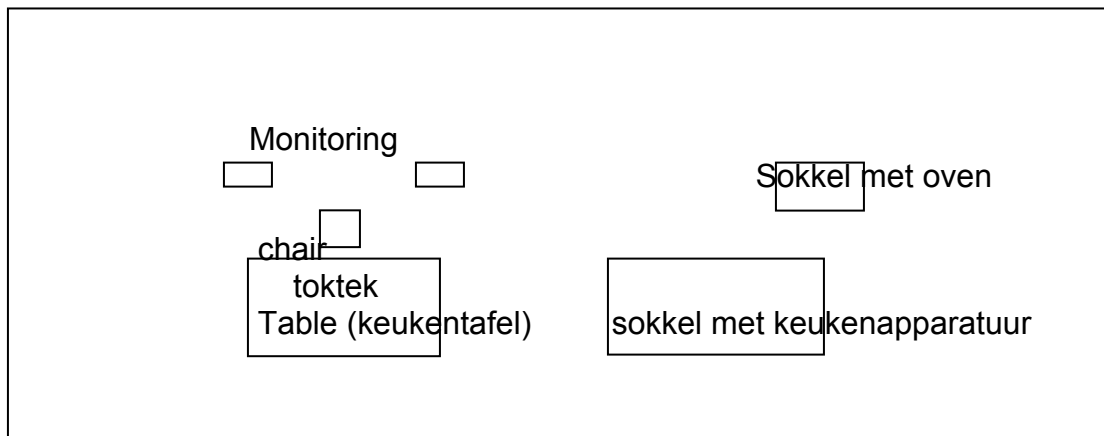 Monitoring
Sokkel met oven
chair
toktek
Table (keukentafel)
sokkel met keukenapparatuur